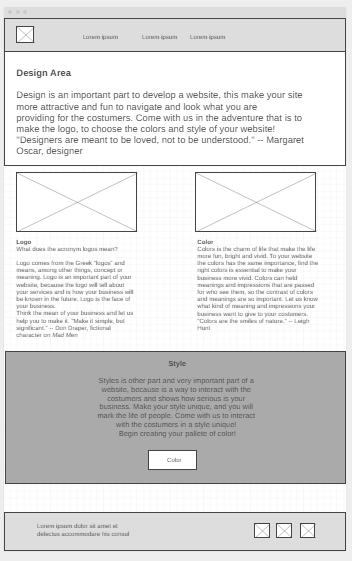 Lorem ipsum Lorem ipsum Lorem ipsum
Design Area
Design is an important part to develop a website, this make your site
more attractive and fun to navigate and look what you are
providing for the costumers. Come with us in the adventure that is to
make the logo, to choose the colors and style of your website!
"Designers are meant to be loved, not to be understood." -- Margaret
Oscar, designer
Logo
What does the acronym logos mean?
Logo comes from the Greek "logos" and
means, among other things, concept or
meaning. Logo is an important part of your
website, because the logo will tell about
your services and is how your business will
be known in the future. Logo is the face of
your business.
Think the mean of your business and let us
help you to make it. "Make it simple, but
significant." -- Don Draper, fictional
character on Mad Men
Color
Colors is the charm of life that make the life
more fun, bright and vivid. To your website
the colors has the same importance, find the
right colors is essential to make your
business more vivid. Colors can held
meanings and impressions that are passed
for who see them, so the contrast of colors
and meanings are so important. Let us know
what kind of meaning and impressions your
business want to give to your costumers.
"Colors are the smiles of nature." -- Leigh
Hunt
Style
Styles is other part and very important part of a
website, because is a way to interact with the
costumers and shows how serious is your
business. Make your style unique, and you will
mark the life of people. Come with us to interact
with the costumers in a style unique!
Begin creating your pallete of color!
Color
Lorem ipsum dolor sit amet et
delectus accommodare his consul